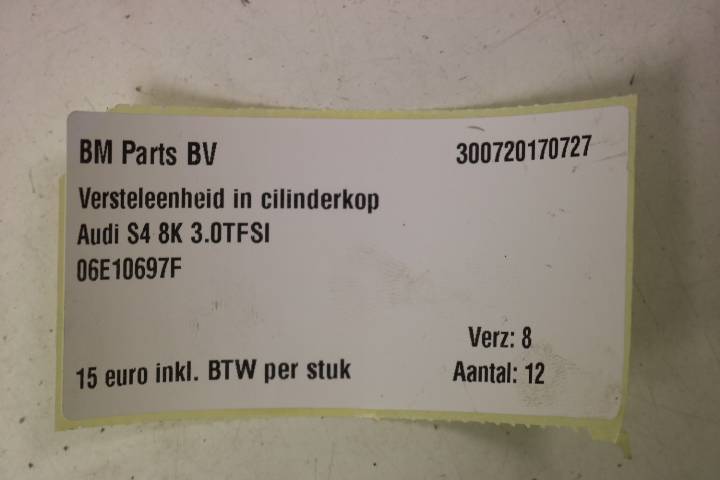 BM Parts BV
300720170727
Versteleenheid in cilinderkop
Audi S4 8K 3.0TFSI
06E10697F
Verz: 8
15 euro inkl. BTW per stuk
Aantal: 12